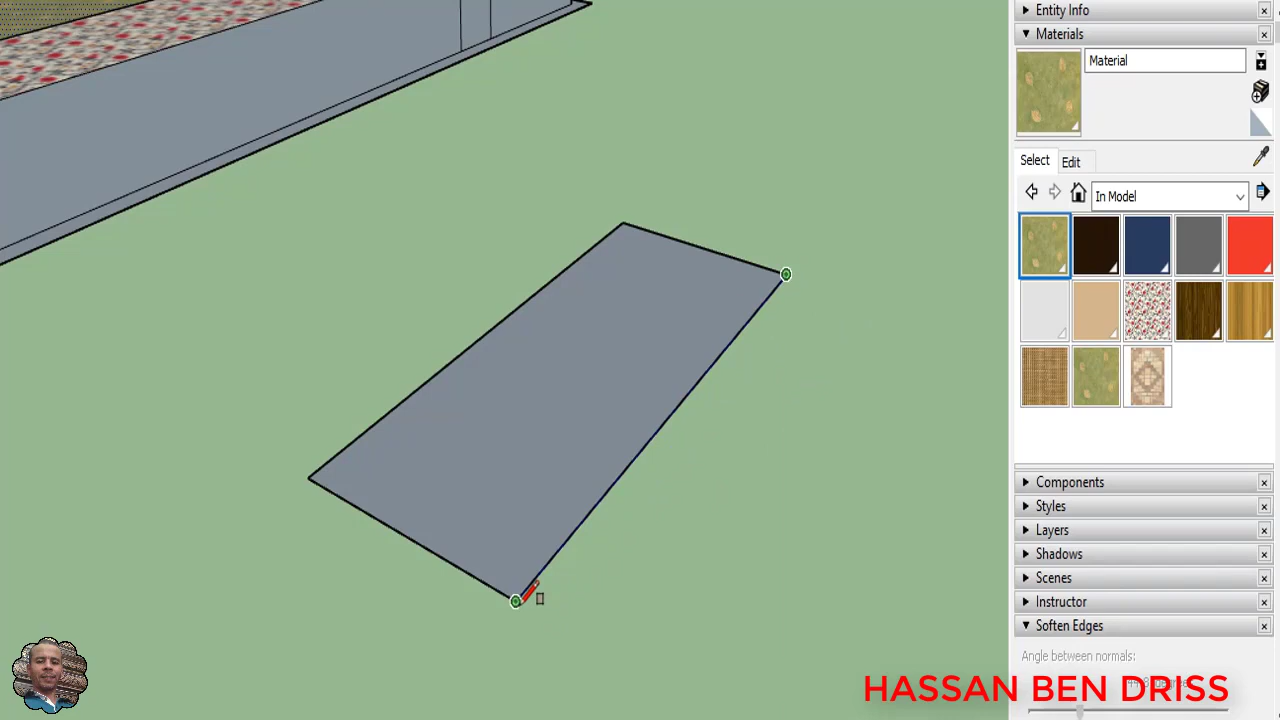 Entity Info
Materials
Material
Select
Edit
In Model
Components
Styles
Layers
Shadows
Scenes
Instructor
Soften Edges
Angle between normals:
HASSAN BEN DRISS